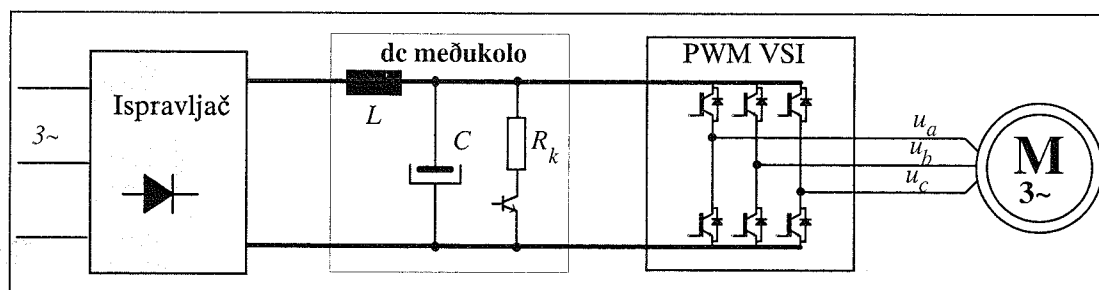 dc međukolo
PWM VSI
Ispravljač
3~
L
C
R_k
u_a
u_b
u_c
M
3~